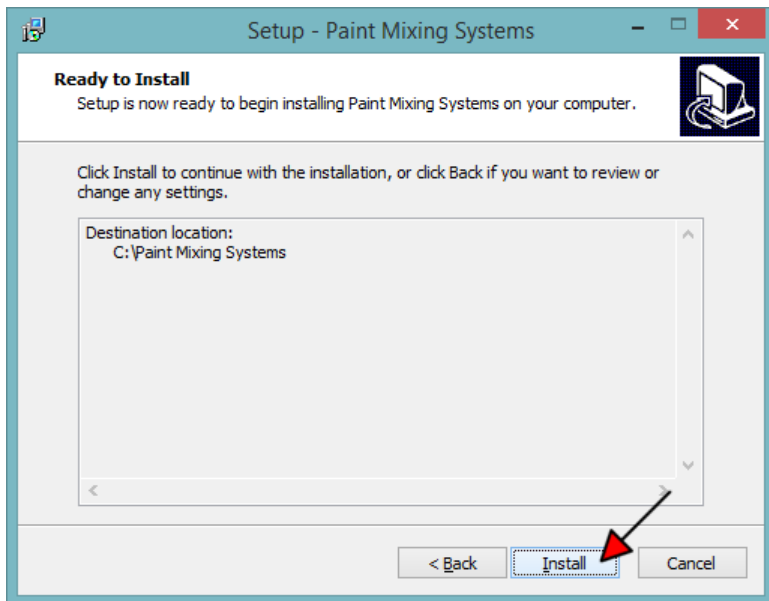 Setup - Paint Mixing Systems
Ready to Install
Setup is now ready to begin installing Paint Mixing Systems on your computer.
Click Install to continue with the installation, or click Back if you want to review or
change any settings.
Destination location:
C:\Paint Mixing Systems
< Back
Install
Cancel